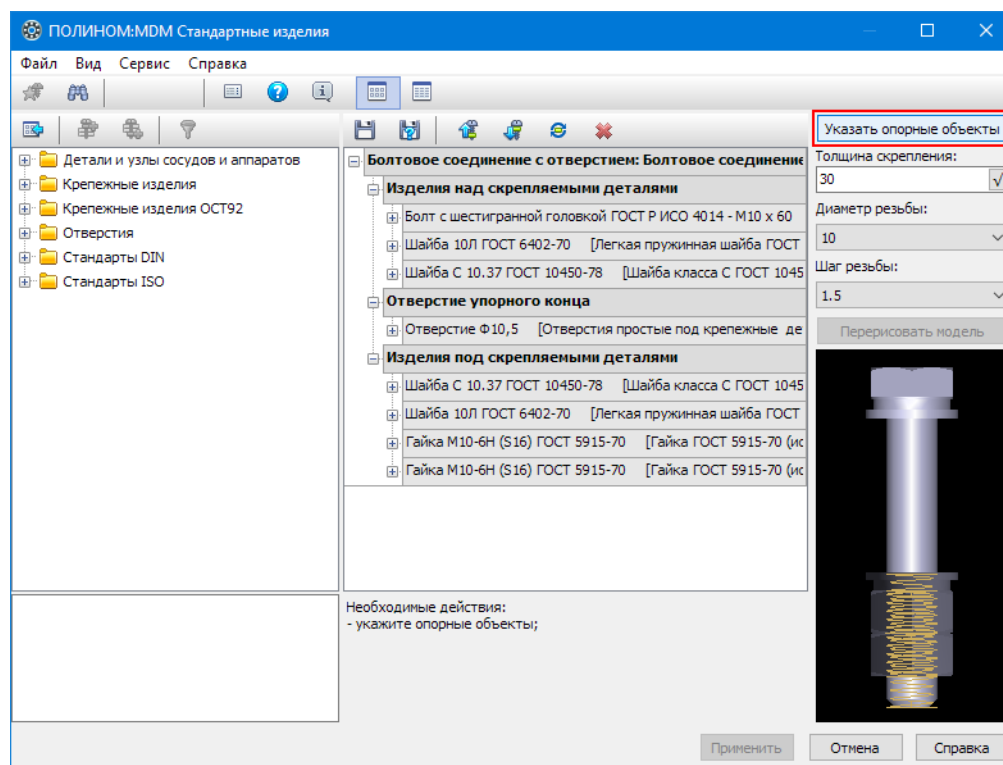 ПОЛИНОМ:MDM Стандартные изделия
Файл Вид Сервис Справка
Детали и узлы сосудов и аппаратов
Крепежные изделия
Крепежные изделия ОСТ92
Отверстия
Стандарты DIN
Стандарты ISO
Болтовое соединение с отверстием: Болтовое соединение
Изделия над скрепляемыми деталями
Болт с шестигранной головкой ГОСТ Р ИСО 4014 - M10 x 60
Шайба 10Л ГОСТ 6402-70 [Легкая пружинная шайба ГОСТ
Шайба C 10.37 ГОСТ 10450-78 [Шайба класса C ГОСТ 1045
Отверстие упорного конца
Отверстие Ф10,5 [Отверстия простые под крепежные де
Изделия под скрепляемыми деталями
Шайба C 10.37 ГОСТ 10450-78 [Шайба класса C ГОСТ 1045
Шайба 10Л ГОСТ 6402-70 [Легкая пружинная шайба ГОСТ
Гайка M10-6H (S16) ГОСТ 5915-70 [Гайка ГОСТ 5915-70 (ис
Гайка M10-6H (S16) ГОСТ 5915-70 [Гайка ГОСТ 5915-70 (ис
Необходимые действия:
- укажите опорные объекты;
Указать опорные объекты
Толщина скрепления:
30
Диаметр резьбы:
10
Шаг резьбы:
1.5
Перерисовать модель
Применить Отмена Справка